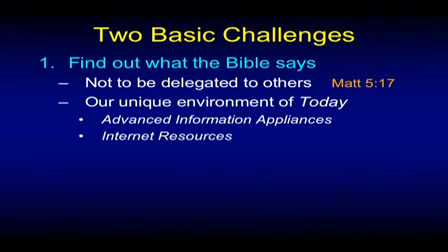 Two Basic Challenges
1. Find out what the Bible says
– Not to be delegated to others Matt 5:17
– Our unique environment of Today
• Advanced Information Appliances
• Internet Resources